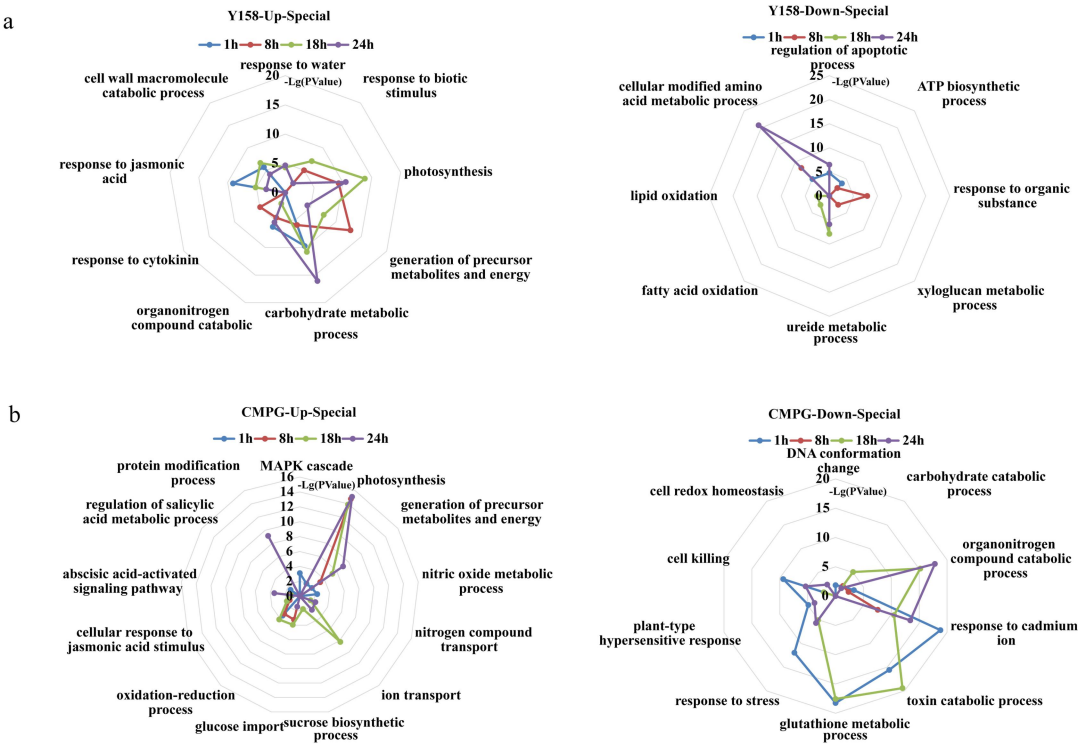 a
Y158-Up-Special
1h 8h 18h 24h
response to water
-Lg(PValue)
20
15
10
5
0
response to biotic
stimulus
photosynthesis
generation of precursor
metabolites and energy
carbohydrate metabolic
process
organonitrogen
compound catabolic
response to cytokinin
response to jasmonic
acid
cell wall macromolecule
catabolic process
Y158-Down-Special
1h 8h 18h 24h
regulation of apoptotic
process
-Lg(PValue)
25
20
15
10
5
0
ATP biosynthetic
process
response to organic
substance
xyloglucan metabolic
process
ureide metabolic
process
fatty acid oxidation
lipid oxidation
cellular modified amino
acid metabolic process
b
CMPG-Up-Special
1h 8h 18h 24h
MAPK cascade
-Lg(PValue)
16
14
12
10
8
6
4
2
0
photosynthesis
generation of precursor
metabolites and energy
nitric oxide metabolic
process
nitrogen compound
transport
ion transport
sucrose biosynthetic
process
glucose import
oxidation-reduction
process
cellular response to
jasmonic acid stimulus
abscisic acid-activated
signaling pathway
regulation of salicylic
acid metabolic process
protein modification
process
CMPG-Down-Special
1h 8h 18h 24h
DNA conformation
change
-Lg(PValue)
20
15
10
5
0
carbohydrate catabolic
process
organonitrogen
compound catabolic
process
response to cadmium
ion
toxin catabolic process
glutathione metabolic
process
response to stress
plant-type
hypersensitive response
cell killing
cell redox homeostasis